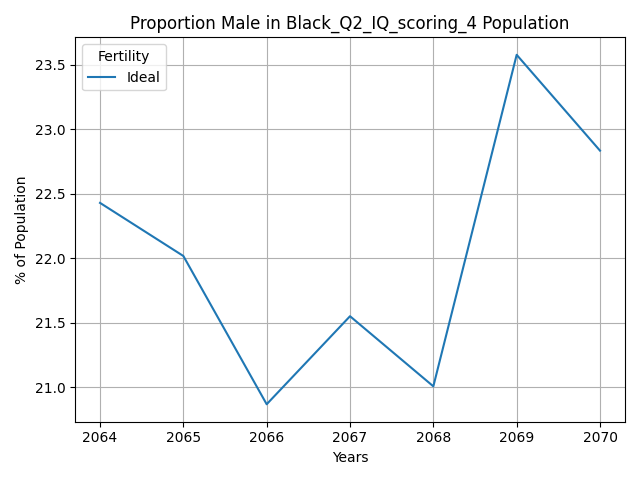 Proportion Male in Black_Q2_IQ_scoring_4 Population
Fertility
Ideal
% of Population
23.5
23.0
22.5
22.0
21.5
21.0
2064 2065 2066 2067 2068 2069 2070
Years